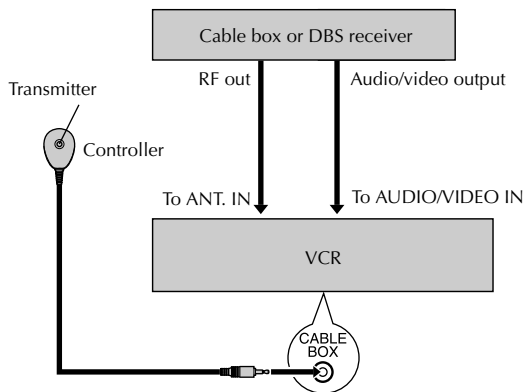 Cable box or DBS receiver
RF out
Audio/video output
Transmitter
Controller
To ANT. IN
To AUDIO/VIDEO IN
VCR
CABLE
BOX